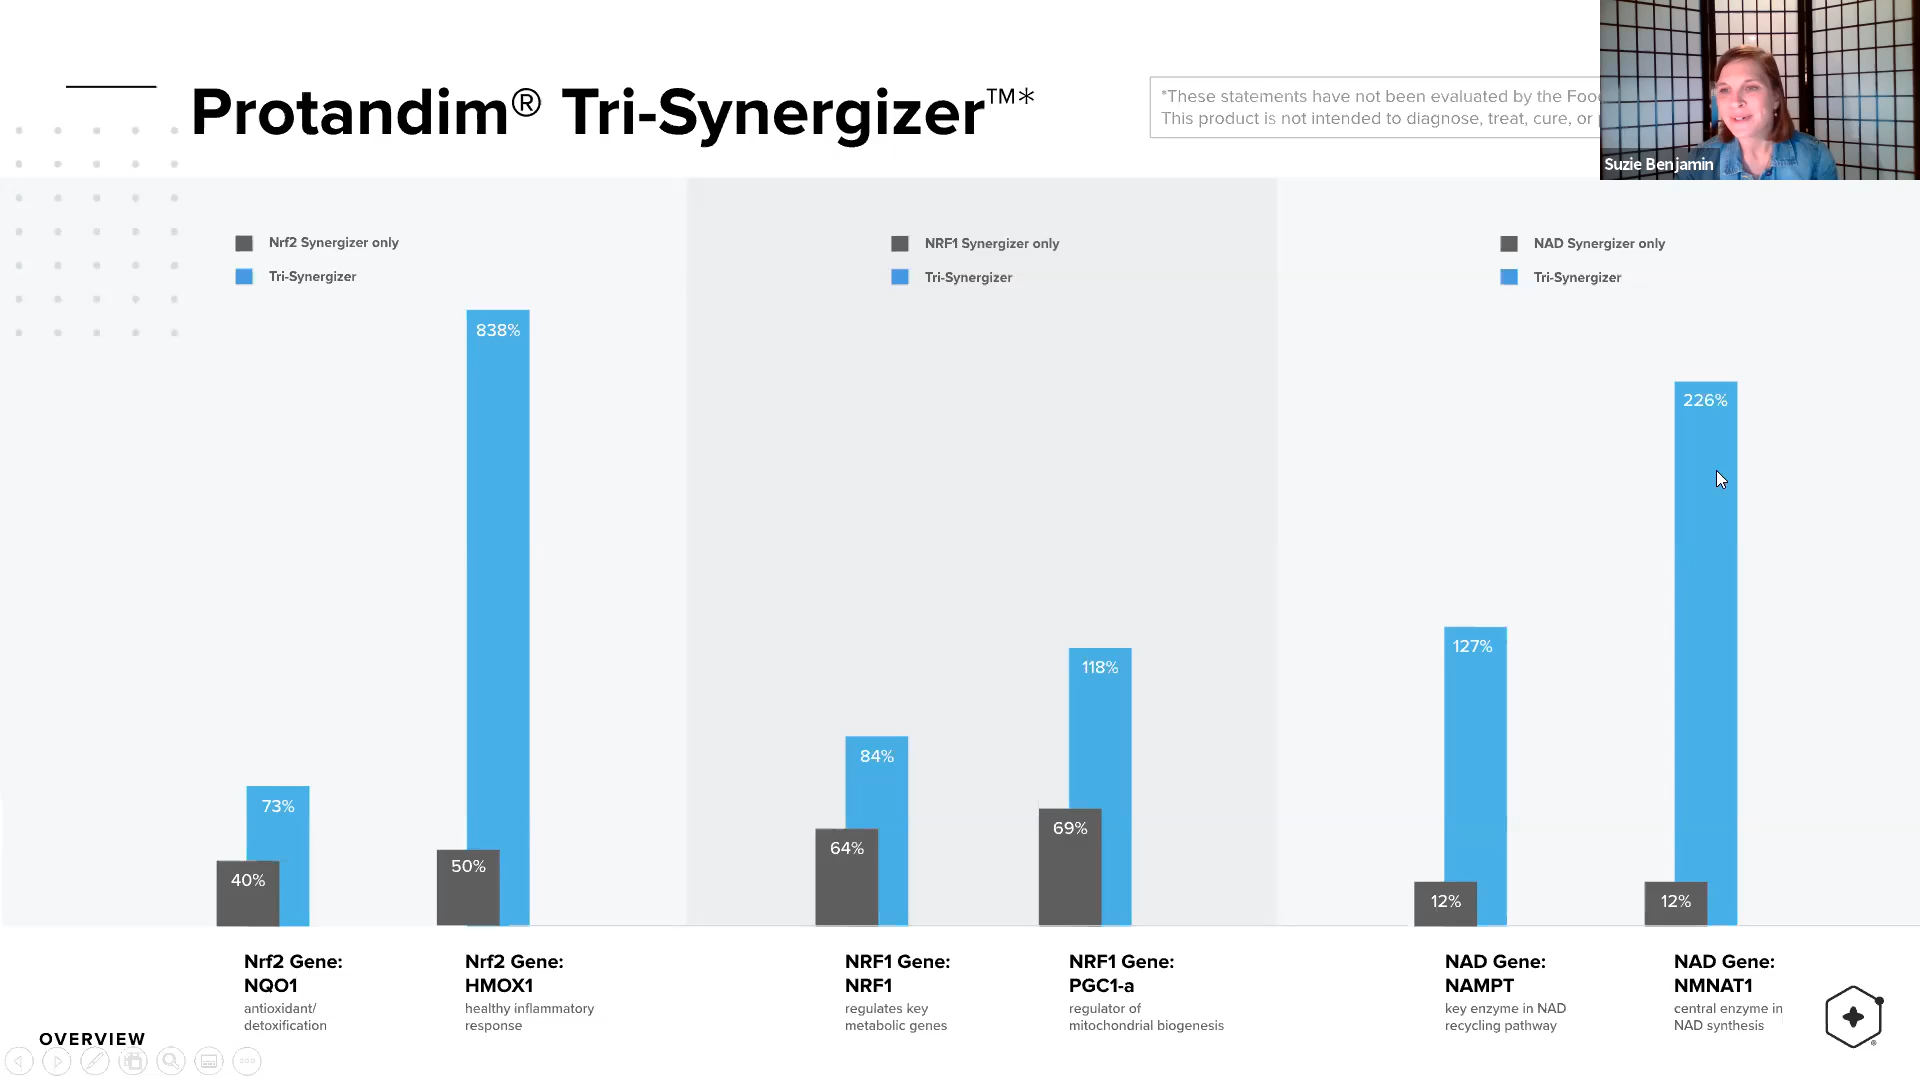 Protandim® Tri-Synergizer™*
*These statements have not been evaluated by the Foo
This product is not intended to diagnose, treat, cure, or
Suzie Benjamin
Nrf2 Synergizer only
Tri-Synergizer
NRF1 Synergizer only
Tri-Synergizer
NAD Synergizer only
Tri-Synergizer
838%
73%
40%
50%
84%
64%
118%
69%
127%
12%
226%
12%
Nrf2 Gene:
NQO1
antioxidant/
detoxification
Nrf2 Gene:
HMOX1
healthy inflammatory
response
NRF1 Gene:
NRF1
regulates key
metabolic genes
NRF1 Gene:
PGC1-a
regulator of
mitochondrial biogenesis
NAD Gene:
NAMPT
key enzyme in NAD
recycling pathway
NAD Gene:
NMNAT1
central enzyme in
NAD synthesis
OVERVIEW